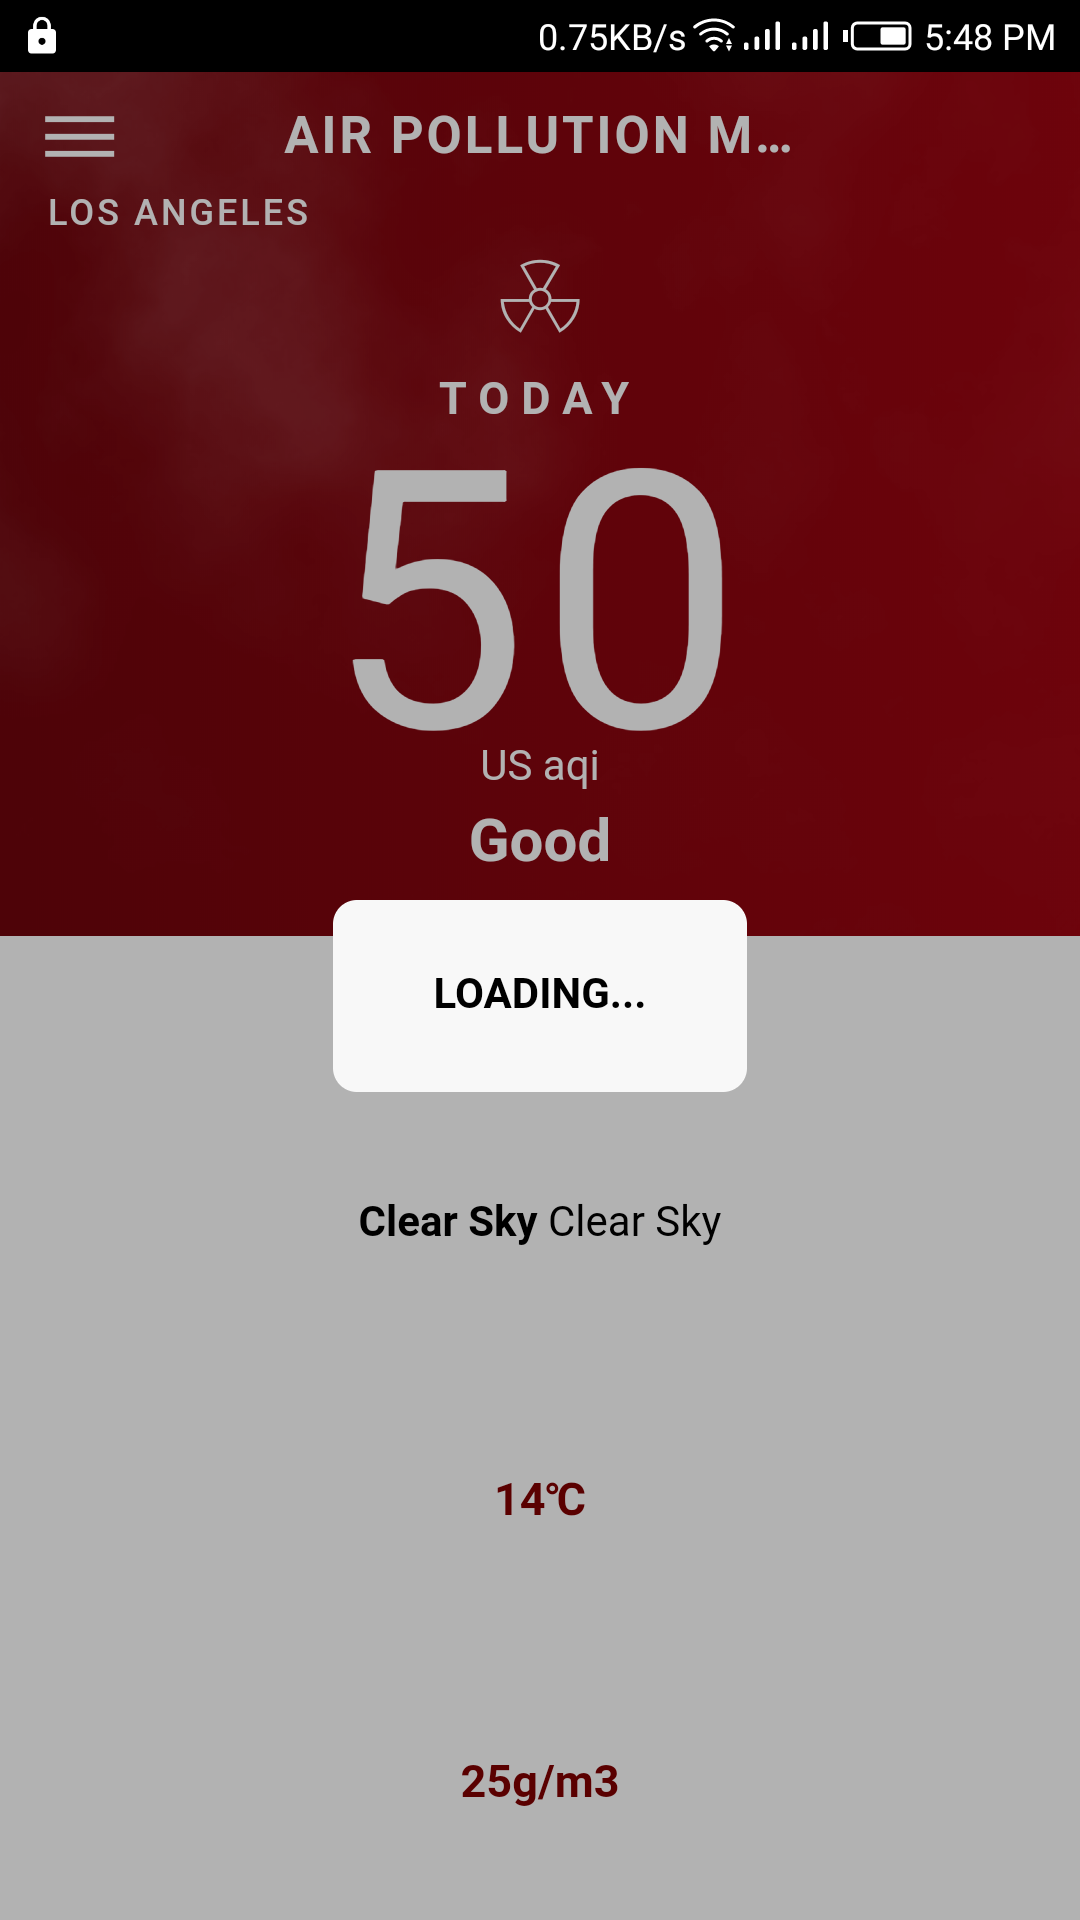 0.75KB/s 5:48 PM
AIR POLLUTION M...
LOS ANGELES
TODAY
50
US aqi
Good
LOADING...
Clear Sky Clear Sky
14°C
25g/m3